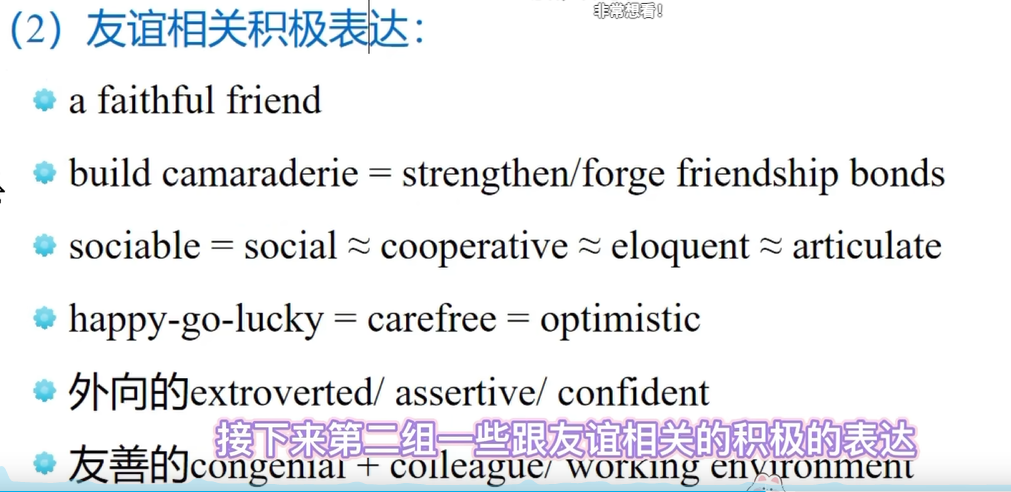 非常想看!
（2）友谊相关积极表达：
a faithful friend
build camaraderie = strengthen/forge friendship bonds
sociable = social ≈ cooperative ≈ eloquent ≈ articulate
happy-go-lucky = carefree = optimistic
外向的extroverted/ assertive/ confident
接下来第二组一些跟友谊相关的积极的表达
友善的congenial + colleague/ working environment